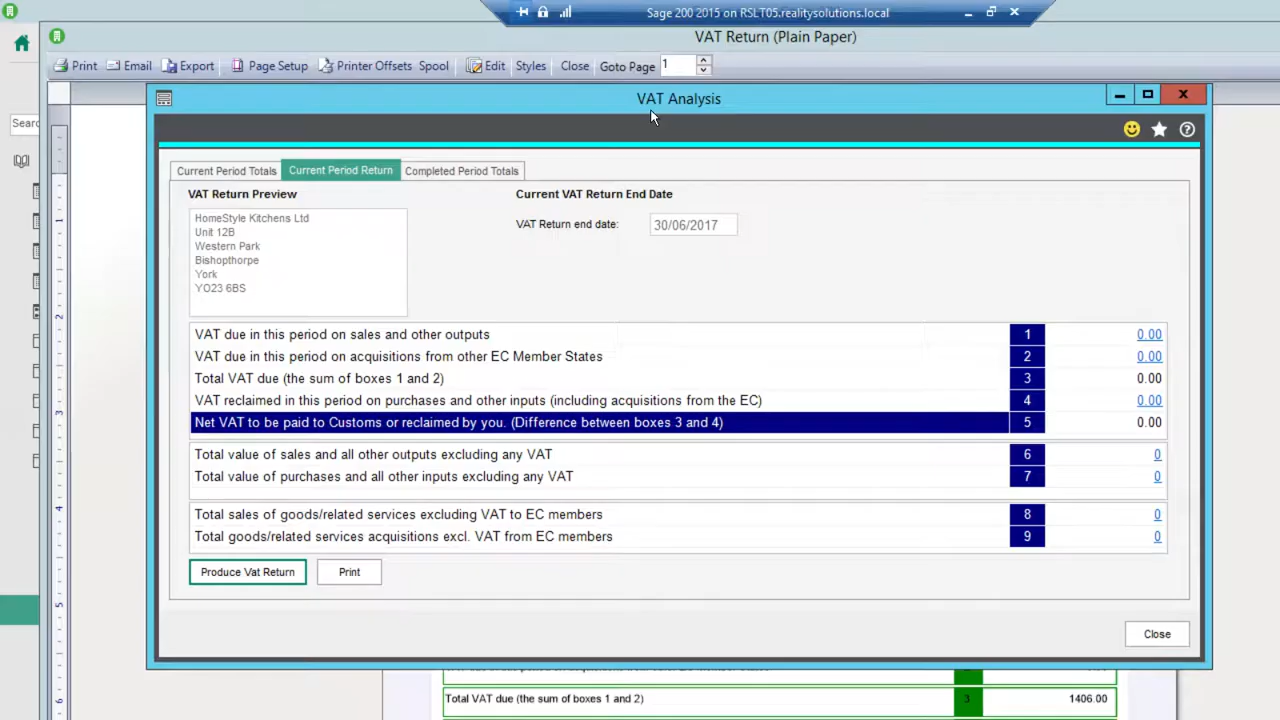 Sage 200 2015 on RSLT05.realitysolutions.local
VAT Return (Plain Paper)
Print Email Export Page Setup Printer Offsets Spool Edit Styles Close Goto Page 1
VAT Analysis
Current Period Totals Current Period Return Completed Period Totals
VAT Return Preview
Current VAT Return End Date
HomeStyle Kitchens Ltd
Unit 12B
Western Park
Bishopthorpe
York
YO23 6BS
VAT Return end date: 30/06/2017
VAT due in this period on sales and other outputs 1 0.00
VAT due in this period on acquisitions from other EC Member States 2 0.00
Total VAT due (the sum of boxes 1 and 2) 3 0.00
VAT reclaimed in this period on purchases and other inputs (including acquisitions from the EC) 4 0.00
Net VAT to be paid to Customs or reclaimed by you. (Difference between boxes 3 and 4) 5 0.00
Total value of sales and all other outputs excluding any VAT 6 0
Total value of purchases and all other inputs excluding any VAT 7 0
Total sales of goods/related services excluding VAT to EC members 8 0
Total goods/related services acquisitions excl. VAT from EC members 9 0
Produce Vat Return Print
Close
Total VAT due (the sum of boxes 1 and 2) 3 1406.00